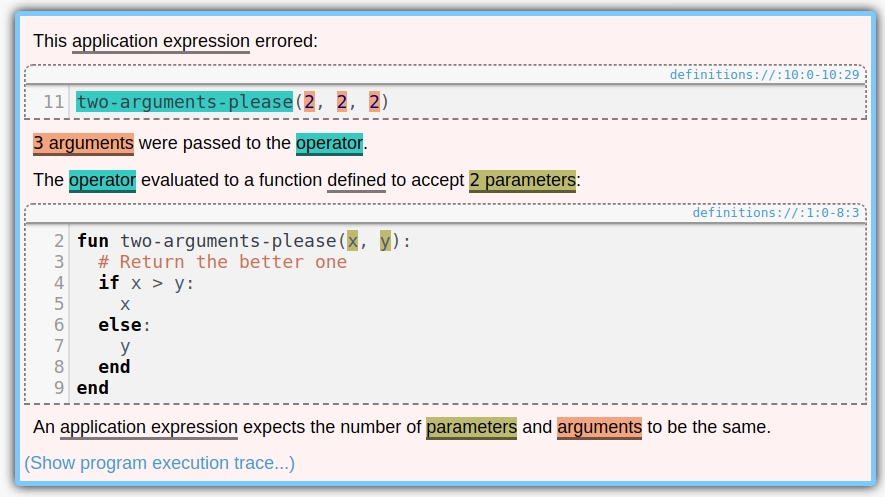 This application expression errored:
definitions://:10:0-10:29
11 two-arguments-please(2, 2, 2)
3 arguments were passed to the operator.
The operator evaluated to a function defined to accept 2 parameters:
definitions://:1:0-8:3
2 fun two-arguments-please(x, y):
3   # Return the better one
4   if x > y:
5     x
6   else:
7     y
8   end
9 end
An application expression expects the number of parameters and arguments to be the same.
(Show program execution trace...)